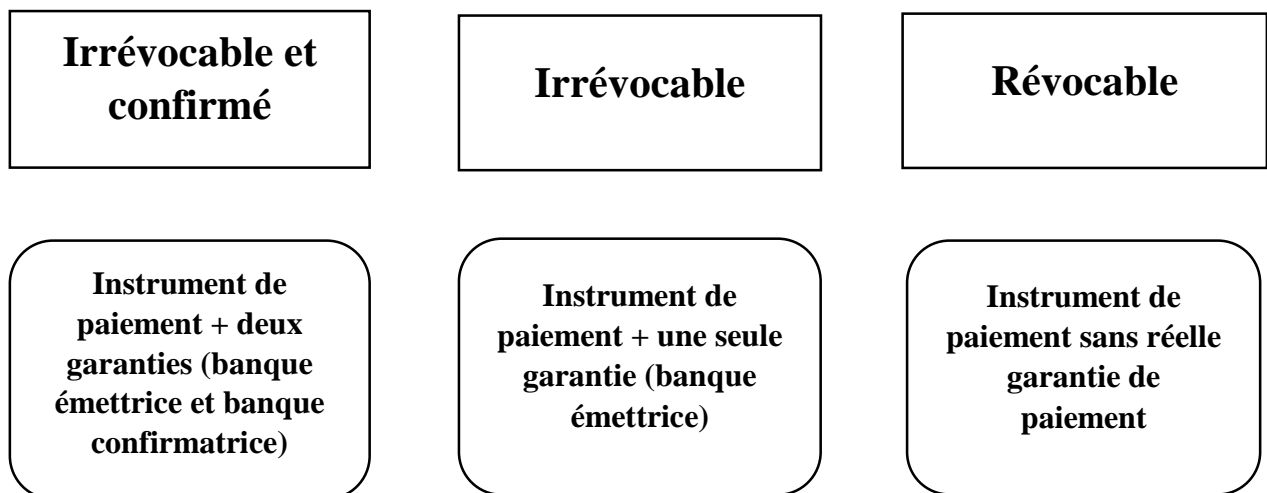 Irrévocable et
confirmé
Irrévocable
Révocable
Instrument de
paiement + deux
garanties (banque
émettrice et banque
confirmatrice)
Instrument de
paiement + une seule
garantie (banque
émettrice)
Instrument de
paiement sans réelle
garantie de
paiement